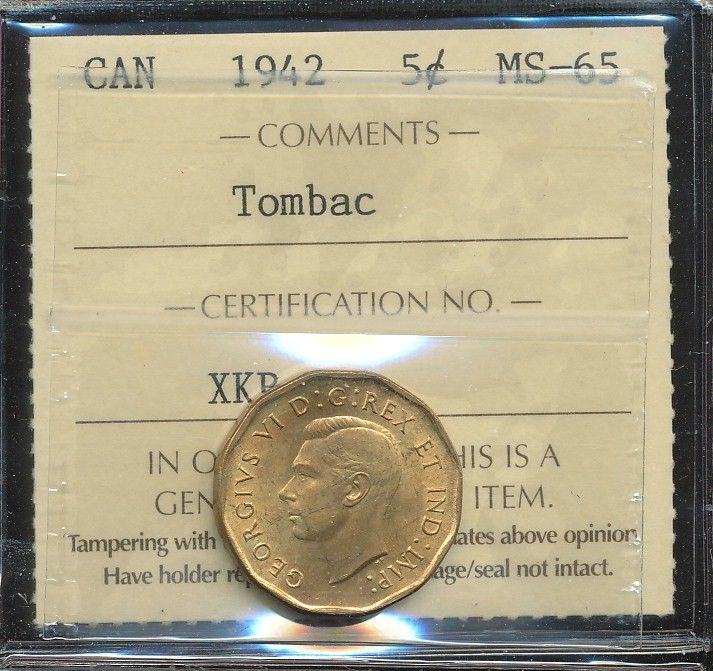 CAN 1942 5¢ MS-65
— COMMENTS —
Tombac
— CERTIFICATION NO. —
XK
GEORGIVS VI D:G:REX ET IND:IMP:
IN O HIS IS A
GEN ITEM.
Tampering with ates above opinion
Have holder re age/seal not intact.